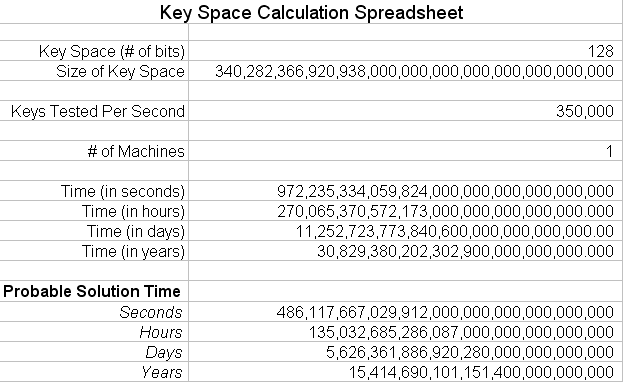 Key Space Calculation Spreadsheet
Key Space (# of bits) 128
Size of Key Space 340,282,366,920,938,000,000,000,000,000,000,000,000
Keys Tested Per Second 350,000
# of Machines 1
Time (in seconds) 972,235,334,059,824,000,000,000,000,000,000
Time (in hours) 270,065,370,572,173,000,000,000,000,000.000
Time (in days) 11,252,723,773,840,600,000,000,000,000.00
Time (in years) 30,829,380,202,302,900,000,000,000.000
Probable Solution Time
Seconds 486,117,667,029,912,000,000,000,000,000,000
Hours 135,032,685,286,087,000,000,000,000,000
Days 5,626,361,886,920,280,000,000,000,000
Years 15,414,690,101,151,400,000,000,000